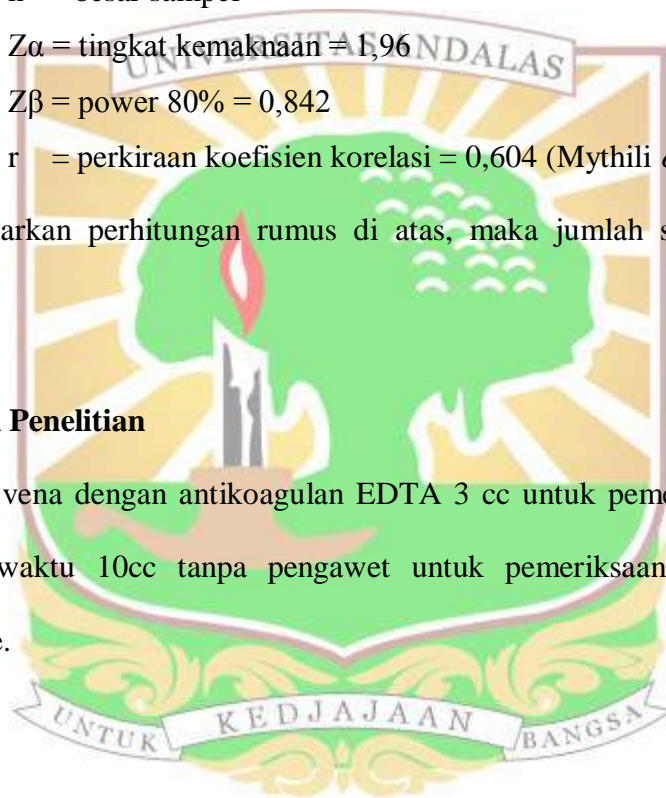 besar sampel
Zα = tingkat kemaknaan = 1,96
UNIVERSITAS ANDALAS
Zβ = power 80% = 0,842
r = perkiraan koefisien korelasi = 0,604 (Mythili
arkan perhitungan rumus di atas, maka jumlah s
Penelitian
vena dengan antikoagulan EDTA 3 cc untuk peme
waktu 10cc tanpa pengawet untuk pemeriksaan
e.
UNTUK KEDJAJAAN BANGSA